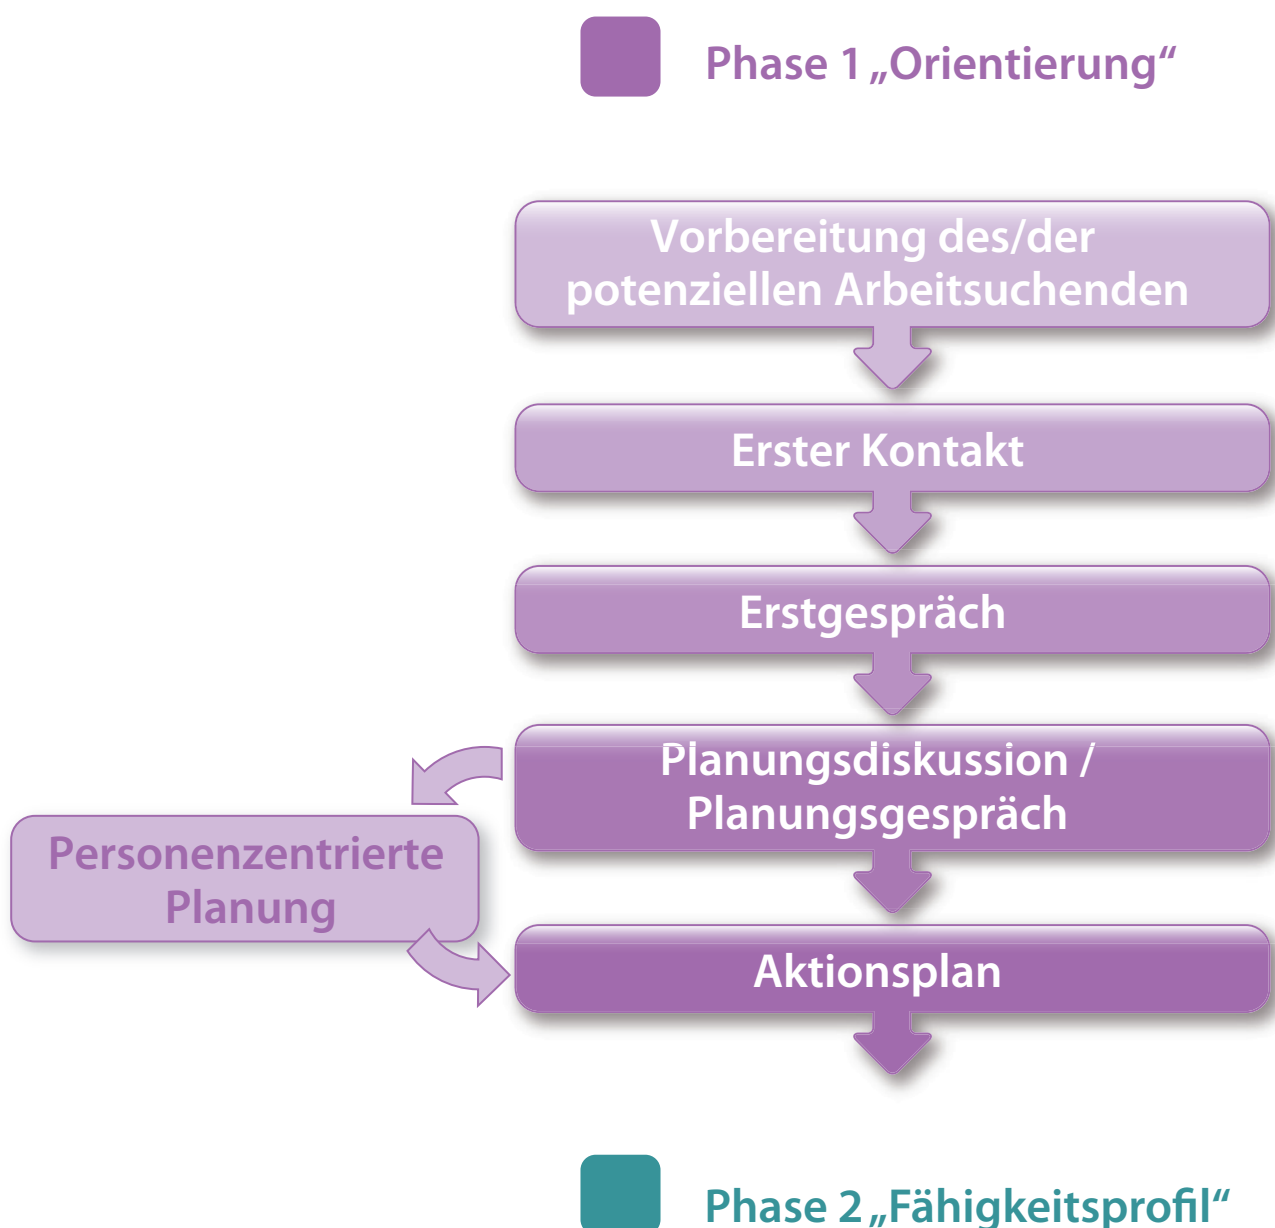 Phase 1 „Orientierung“
Vorbereitung des/der
potenziellen Arbeitsuchenden
Erster Kontakt
Erstgespräch
Planungsdiskussion /
Planungsgespräch
Personenzentrierte
Planung
Aktionsplan
Phase 2 „Fähigkeitsprofil“